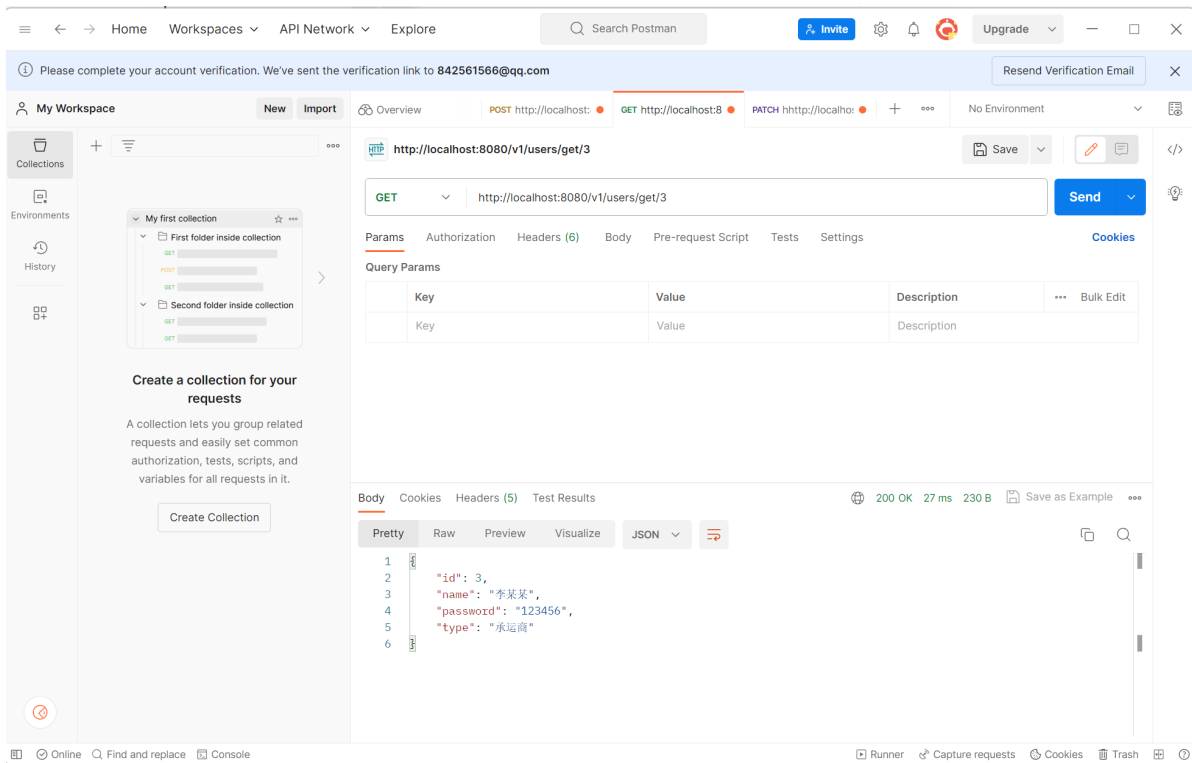 Home Workspaces API Network Explore Search Postman Invite Upgrade
Please complete your account verification. We've sent the verification link to 842561566@qq.com Resend Verification Email
My Workspace New Import Overview POST http://localhost: GET http://localhost:8 PATCH hhttp://localho: No Environment
Collections
Environments
History
My first collection
First folder inside collection
GET
POST
GET
Second folder inside collection
GET
GET
Create a collection for your
requests
A collection lets you group related
requests and easily set common
authorization, tests, scripts, and
variables for all requests in it.
Create Collection
HTTP http://localhost:8080/v1/users/get/3 Save
GET http://localhost:8080/v1/users/get/3 Send
Params Authorization Headers (6) Body Pre-request Script Tests Settings Cookies
Query Params
Key Value Description Bulk Edit
Key Value Description
Body Cookies Headers (5) Test Results 200 OK 27 ms 230 B Save as Example
Pretty Raw Preview Visualize JSON
1 {
2 "id": 3,
3 "name": "李某某",
4 "password": "123456",
5 "type": "承运商"
6 }
Online Find and replace Console Runner Capture requests Cookies Trash